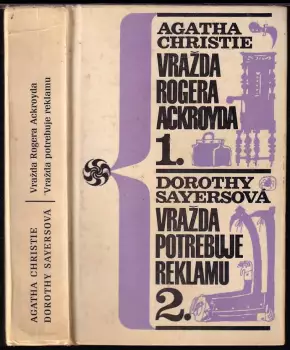 AGATHA
CHRISTIE
VRAŽDA
ROGERA
ACKROYDA
1.
DOROTHY
SAYERSOVÁ
VRAŽDA
POTREBUJE
REKLAMU
2.
AGATHA CHRISTIE
DOROTHY SAYERSOVÁ
Vražda Rogera Ackroyda
Vražda potrebuje reklamu